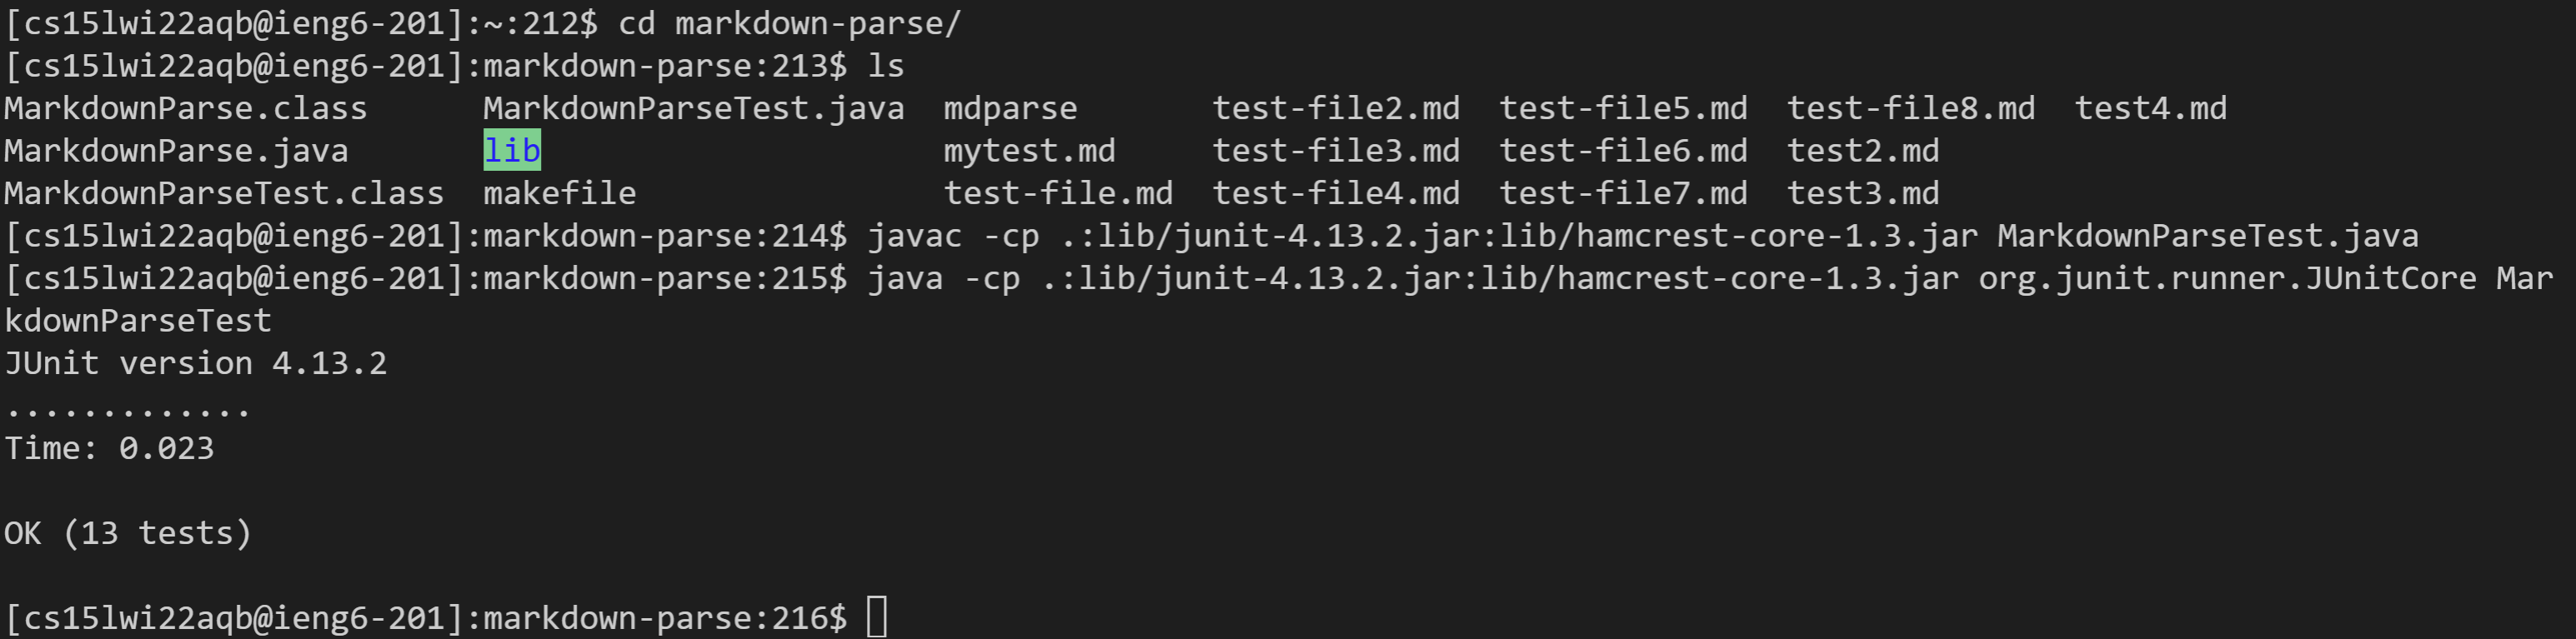 [cs15lwi22aqb@ieng6-201]:~:212$ cd markdown-parse/
[cs15lwi22aqb@ieng6-201]:markdown-parse:213$ ls
MarkdownParse.class      MarkdownParseTest.java  mdparse       test-file2.md  test-file5.md  test-file8.md  test4.md
MarkdownParse.java       lib                     mytest.md     test-file3.md  test-file6.md  test2.md
MarkdownParseTest.class  makefile                test-file.md  test-file4.md  test-file7.md  test3.md
[cs15lwi22aqb@ieng6-201]:markdown-parse:214$ javac -cp .:lib/junit-4.13.2.jar:lib/hamcrest-core-1.3.jar MarkdownParseTest.java
[cs15lwi22aqb@ieng6-201]:markdown-parse:215$ java -cp .:lib/junit-4.13.2.jar:lib/hamcrest-core-1.3.jar org.junit.runner.JUnitCore Mar
kdownParseTest
JUnit version 4.13.2
.............
Time: 0.023
OK (13 tests)
[cs15lwi22aqb@ieng6-201]:markdown-parse:216$